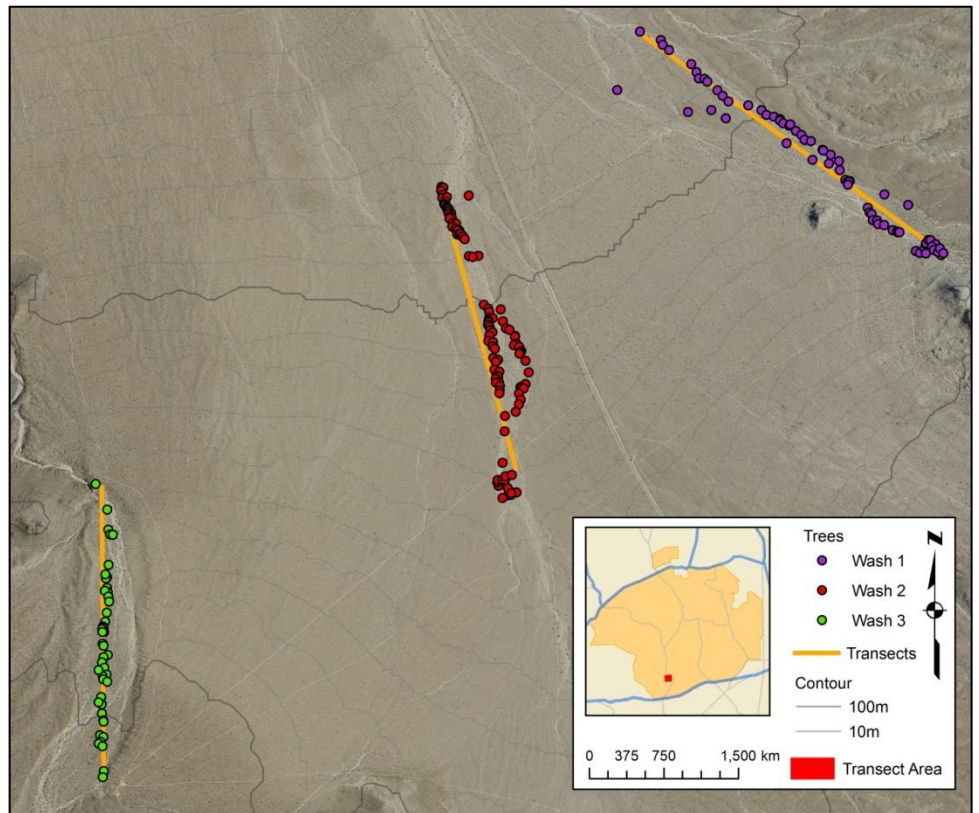 Trees
Wash 1
Wash 2
Wash 3
Transects
Contour
100m
10m
Transect Area
0 375 750 1,500 km
N